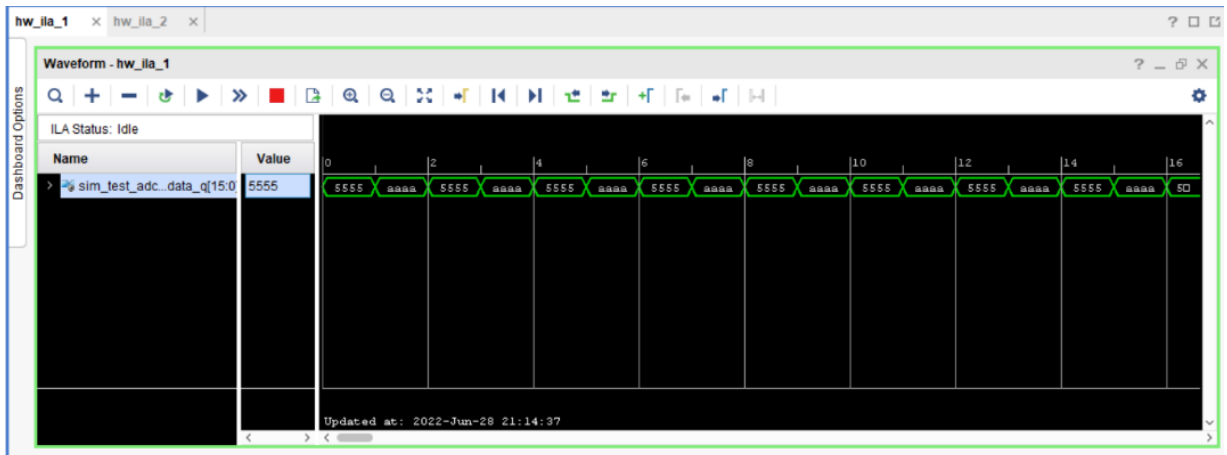 hw_ila_1 × hw_ila_2 × ?
Dashboard Options
Waveform - hw_ila_1 ?
ILA Status: Idle
Name Value
0 2 4 6 8 10 12 14 16
sim_test_adc...data_q[15:0 5555 5555 aaaa 5555 aaaa 5555 aaaa 5555 aaaa 5555 aaaa 5555 aaaa 5555 aaaa 5555 aaaa 5
Updated at: 2022-Jun-28 21:14:37